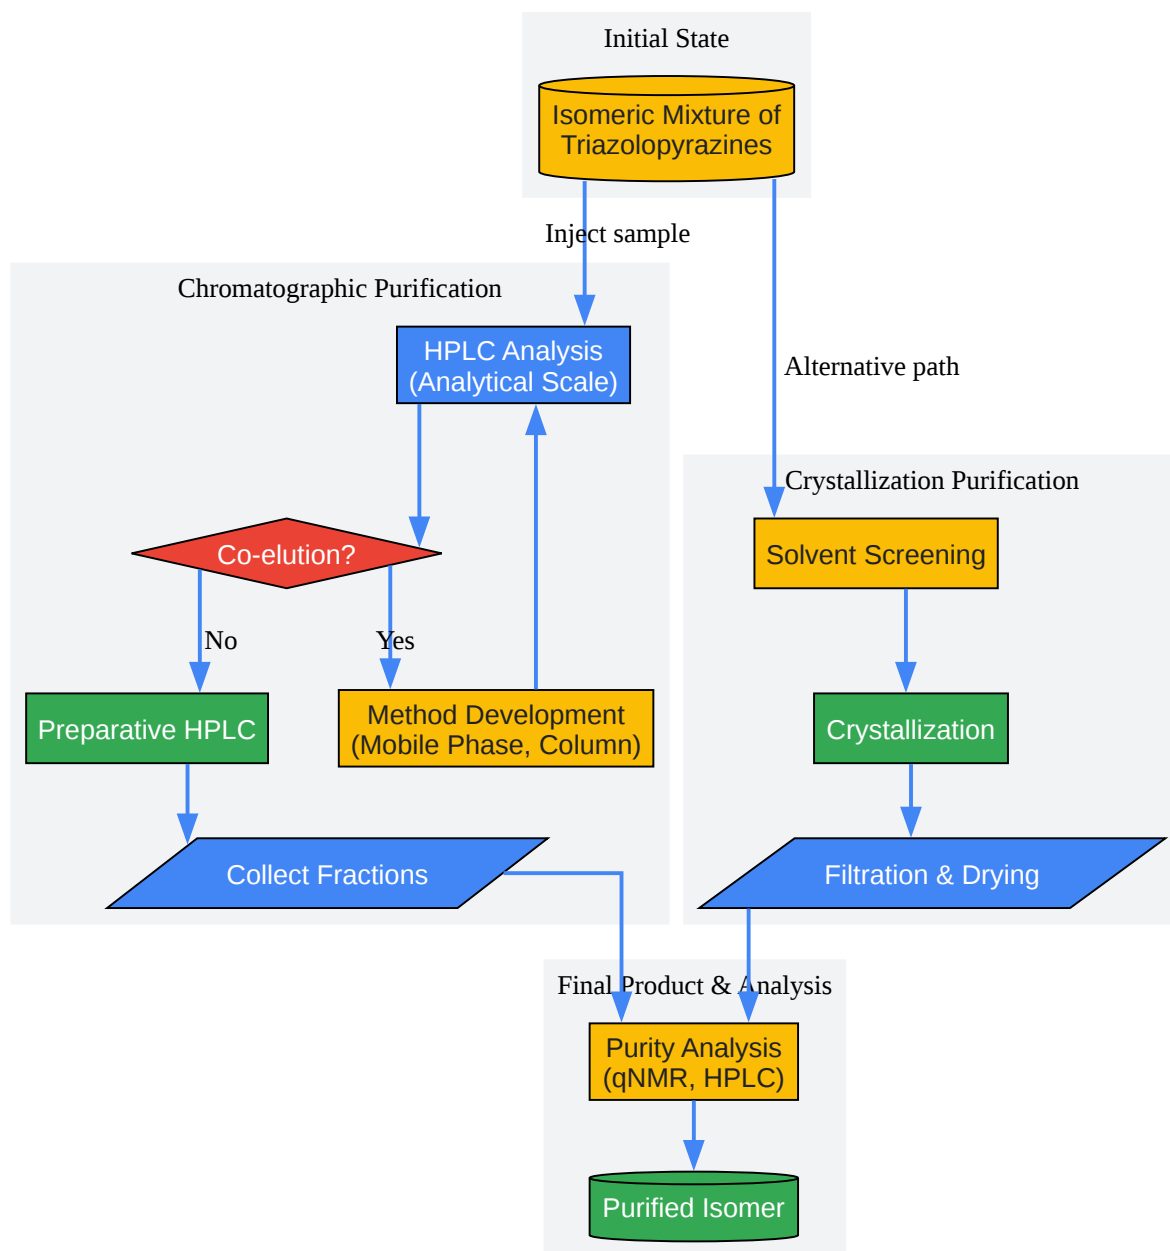 Initial State
Isomeric Mixture of
Triazolopyrazines
Inject sample
Chromatographic Purification
HPLC Analysis
(Analytical Scale)
Alternative path
Crystallization Purification
Co-elution?
Solvent Screening
No
Yes
Preparative HPLC
Method Development
(Mobile Phase, Column)
Crystallization
Collect Fractions
Filtration & Drying
Final Product & Analysis
Purity Analysis
(qNMR, HPLC)
Purified Isomer